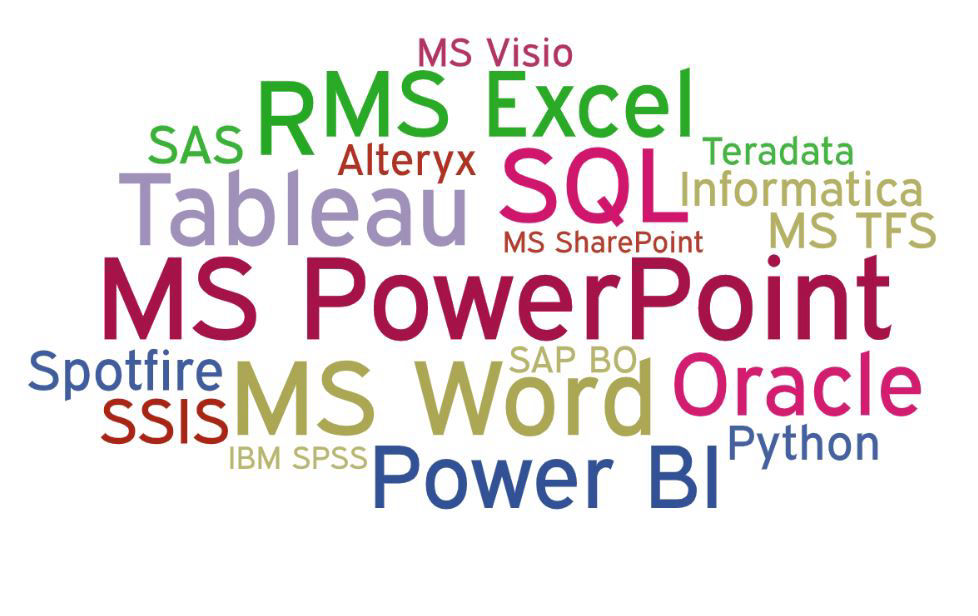 MS Visio
R
MS Excel
SAS
Alteryx
SQL
Teradata
Tableau
Informatica
MS SharePoint
MS TFS
MS PowerPoint
Spotfire
MS Word
SAP BO
Oracle
SSIS
IBM SPSS
Power BI
Python